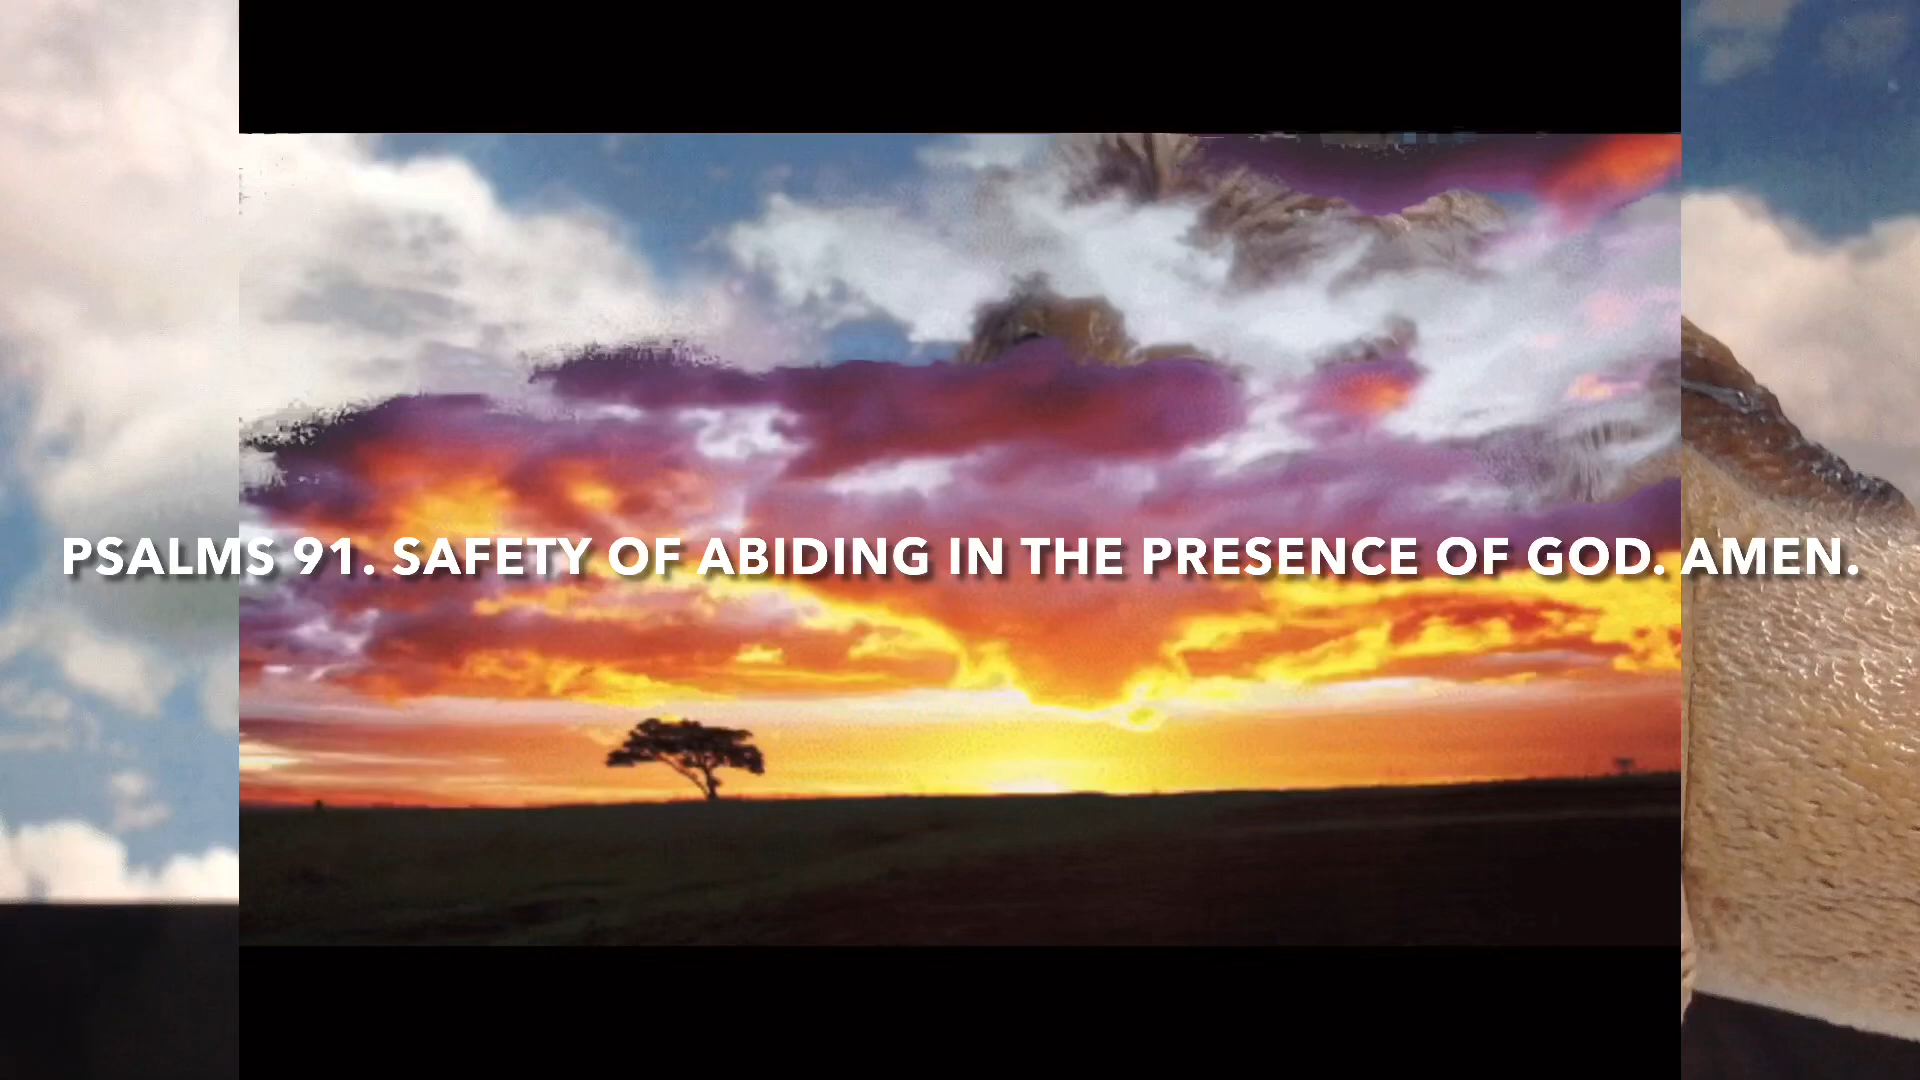 PSALMS 91. SAFETY OF ABIDING IN THE PRESENCE OF GOD. AMEN.